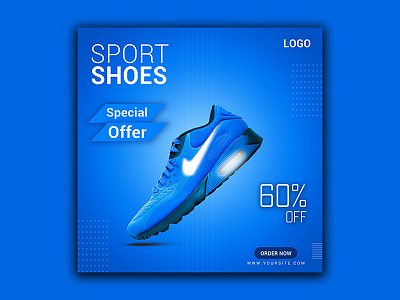 SPORT
SHOES
LOGO
Special
Offer
60%
OFF
ORDER NOW
WWW.YOURSITE.COM